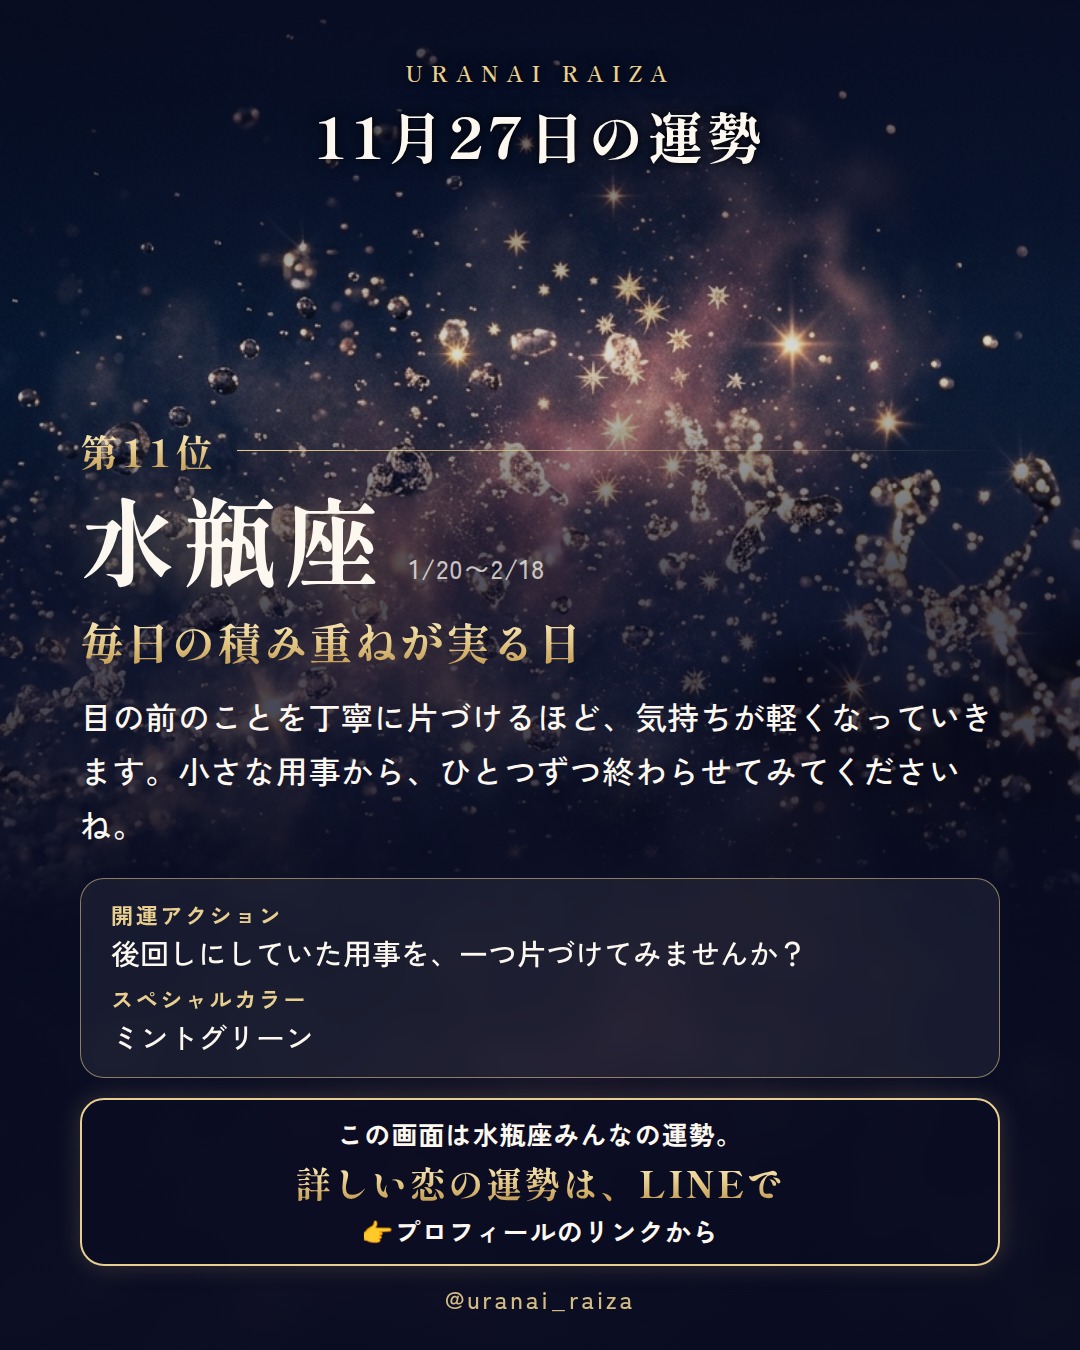 URANAI RAIZA
11月27日の運勢
第11位
水瓶座 1/20〜2/18
毎日の積み重ねが実る日
目の前のことを丁寧に片づけるほど、気持ちが軽くなっていき
ます。小さな用事から、ひとつずつ終わらせてみてください
ね。
開運アクション
後回しにしていた用事を、一つ片づけてみませんか？
スペシャルカラー
ミントグリーン
この画面は水瓶座みんなの運勢。
詳しい恋の運勢は、LINEで
👉プロフィールのリンクから
@uranai_raiza